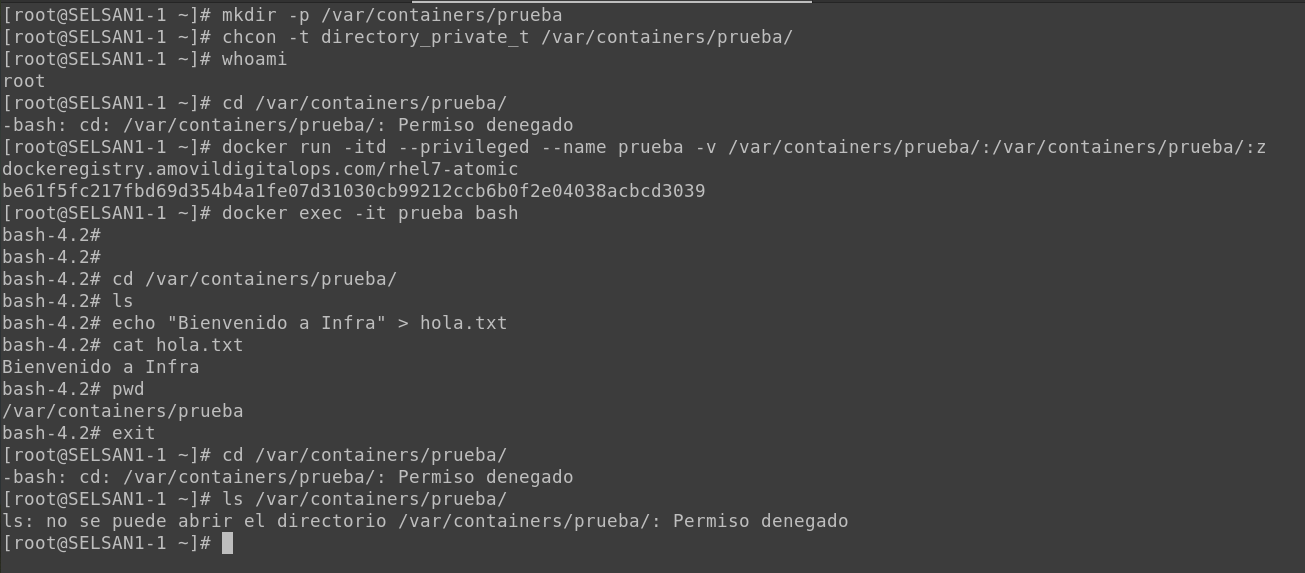 [root@SELSAN1-1 ~]# mkdir -p /var/containers/prueba
[root@SELSAN1-1 ~]# chcon -t directory_private_t /var/containers/prueba/
[root@SELSAN1-1 ~]# whoami
root
[root@SELSAN1-1 ~]# cd /var/containers/prueba/
-bash: cd: /var/containers/prueba/: Permiso denegado
[root@SELSAN1-1 ~]# docker run -itd --privileged --name prueba -v /var/containers/prueba/:/var/containers/prueba/:z
dockeregistry.amovildigitalops.com/rhel7-atomic
be61f5fc217fbd69d354b4a1fe07d31030cb99212ccb6b0f2e04038acbcd3039
[root@SELSAN1-1 ~]# docker exec -it prueba bash
bash-4.2#
bash-4.2#
bash-4.2# cd /var/containers/prueba/
bash-4.2# ls
bash-4.2# echo "Bienvenido a Infra" > hola.txt
bash-4.2# cat hola.txt
Bienvenido a Infra
bash-4.2# pwd
/var/containers/prueba
bash-4.2# exit
[root@SELSAN1-1 ~]# cd /var/containers/prueba/
-bash: cd: /var/containers/prueba/: Permiso denegado
[root@SELSAN1-1 ~]# ls /var/containers/prueba/
ls: no se puede abrir el directorio /var/containers/prueba/: Permiso denegado
[root@SELSAN1-1 ~]#